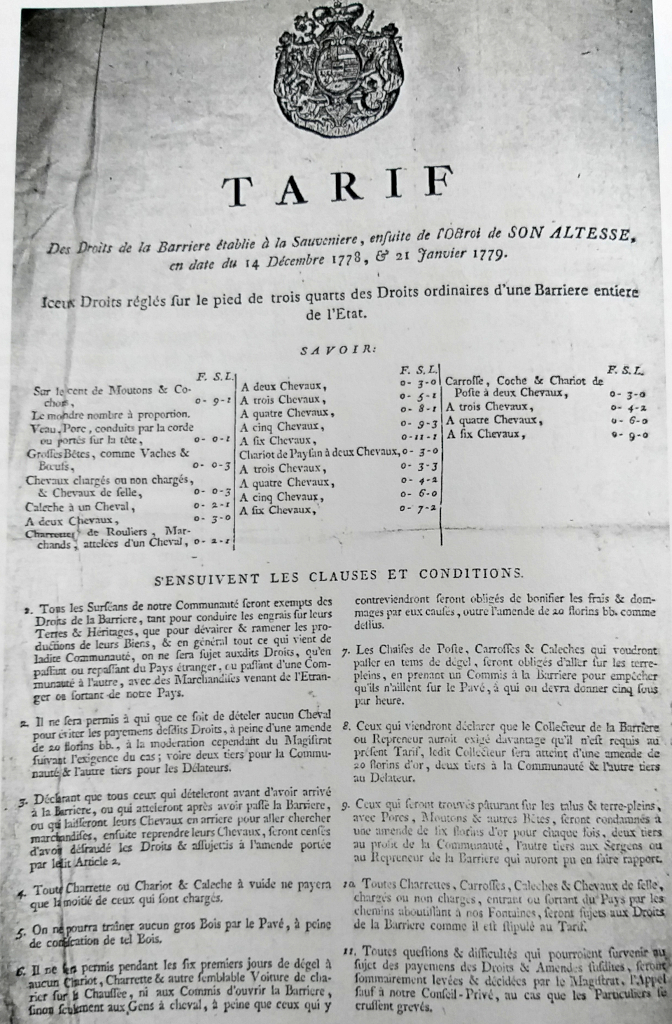 TARIF
Des Droits de la Barriere établie à la Sauveniere, ensuite de l'Octroi de SON ALTESSE,
en date du 14 Décembre 1778, & 21 Janvier 1779.
Iceux Droits réglés sur le pied de trois quarts des Droits ordinaires d'une Barriere entiere
de l'Etat.
SAVOIR:
F. S. L.
Sur le cent de Moutons & Co-
chons, 0-9-1
Le moindre nombre à proportion.
Veau, Porc, conduits par la corde
ou portés sur la tête, 0-0-1
Grosses Bêtes, comme Vaches &
Bœufs, 0-0-3
Chevaux chargés ou non chargés,
& Chevaux de selle, 0-0-3
Caleche à un Cheval, 0-2-1
A deux Chevaux, 0-3-0
Charrettes de Rouliers, Mar-
chands, attelées d'un Cheval, 0-2-1
F. S. L.
A deux Chevaux, 0-3-0
A trois Chevaux, 0-5-1
A quatre Chevaux, 0-8-1
A cinq Chevaux, 0-9-3
A six Chevaux, 0-11-1
Chariot de Paysan à deux Chevaux, 0-3-0
A trois Chevaux, 0-3-3
A quatre Chevaux, 0-4-2
A cinq Chevaux, 0-6-0
A six Chevaux, 0-7-2
F. S. L.
Carrosse, Coche & Chariot de
Poste à deux Chevaux, 0-3-0
A trois Chevaux, 0-4-2
A quatre Chevaux, 0-6-0
A six Chevaux, 0-9-0
S'ENSUIVENT LES CLAUSES ET CONDITIONS.
1. Tous les Surséans de notre Communauté seront exempts des
Droits de la Barriere, tant pour conduire les engrais sur leurs
Terres & Héritages, que pour dévairer & ramener les pro-
ductions de leurs Biens, & en général tout ce qui vient de
ladite Communauté, on ne sera sujet auxdits Droits, qu'en
passant ou repassant du Pays étranger, ou passant d'une Com-
munauté à l'autre, avec des Marchandises venant de l'Etran-
ger ou sortant de notre Pays.
2. Il ne sera permis à qui que ce soit de dételer aucun Cheval
pour éviter les payemens desdits Droits, à peine d'une amende
de 20 florins bb., à la moderation cependant du Magistrat
suivant l'exigence du cas; voire deux tiers pour la Commu-
nauté & l'autre tiers pour les Délateurs.
3. Déclarant que tous ceux qui dételeront avant d'avoir arrivé
à la Barriere, ou qui atteleront après avoir passé la Barriere,
ou qui laisseront leurs Chevaux en arriere pour aller chercher
marchandises, ensuite reprendre leurs Chevaux, seront censés
d'avoir défraudé les Droits & assujettis à l'amende portée
par ledit Article 2.
4. Toute Charrette ou Chariot & Caleche à vuide ne payera
que la moitié de ceux qui sont chargés.
5. On ne pourra traîner aucun gros Bois par le Pavé, à peine
de confiscation de tel Bois.
6. Il ne sera permis pendant les six premiers jours de dégel à
aucun Chariot, Charrette & autre semblable Voiture de cha-
rier sur la Chaussée, ni aux Commis d'ouvrir la Barriere,
sinon seulement aux Gens à cheval, à peine que ceux qui y
contreviendront seront obligés de bonifier les frais & dom-
mages par eux causés, outre l'amende de 20 florins bb. comme
dessus.
7. Les Chaises de Poste, Carrosses & Caleches qui voudront
passer en tems de dégel, seront obligés d'aller sur les terre-
pleins, en prenant un Commis à la Barriere pour empêcher
qu'ils n'aillent sur le Pavé, à qui on devra donner cinq sous
par heure.
8. Ceux qui viendront déclarer que le Collecteur de la Barriere
ou Repreneur auroit exigé davantage qu'il n'est requis au
présent Tarif, ledit Collecteur sera atteint d'une amende de
20 florins d'or, deux tiers à la Communauté & l'autre tiers
au Délateur.
9. Ceux qui seront trouvés pâturant sur les talus & terre-pleins,
avec Porcs, Moutons & autres Bêtes, seront condamnés à
une amende de six florins d'or pour chaque fois, deux tiers
au profit de la Communauté, l'autre tiers aux Sergens ou
au Repreneur de la Barriere qui auront pu en faire rapport.
10. Toutes Charrettes, Carrosses, Caleches & Chevaux de selle,
chargés ou non chargés, entrant ou sortant du Pays par les
chemins aboutissant à nos Fontaines, seront sujets aux Droits
de la Barriere comme il est stipulé au Tarif.
11. Toutes questions & difficultés qui pourroient survenir au
sujet des payemens des Droits & Amendes susdites, seront
sommairement levées & décidées par le Magistrat, l'Appel
sauf à notre Conseil-Privé, au cas que les Particuliers se
crussent grevés.